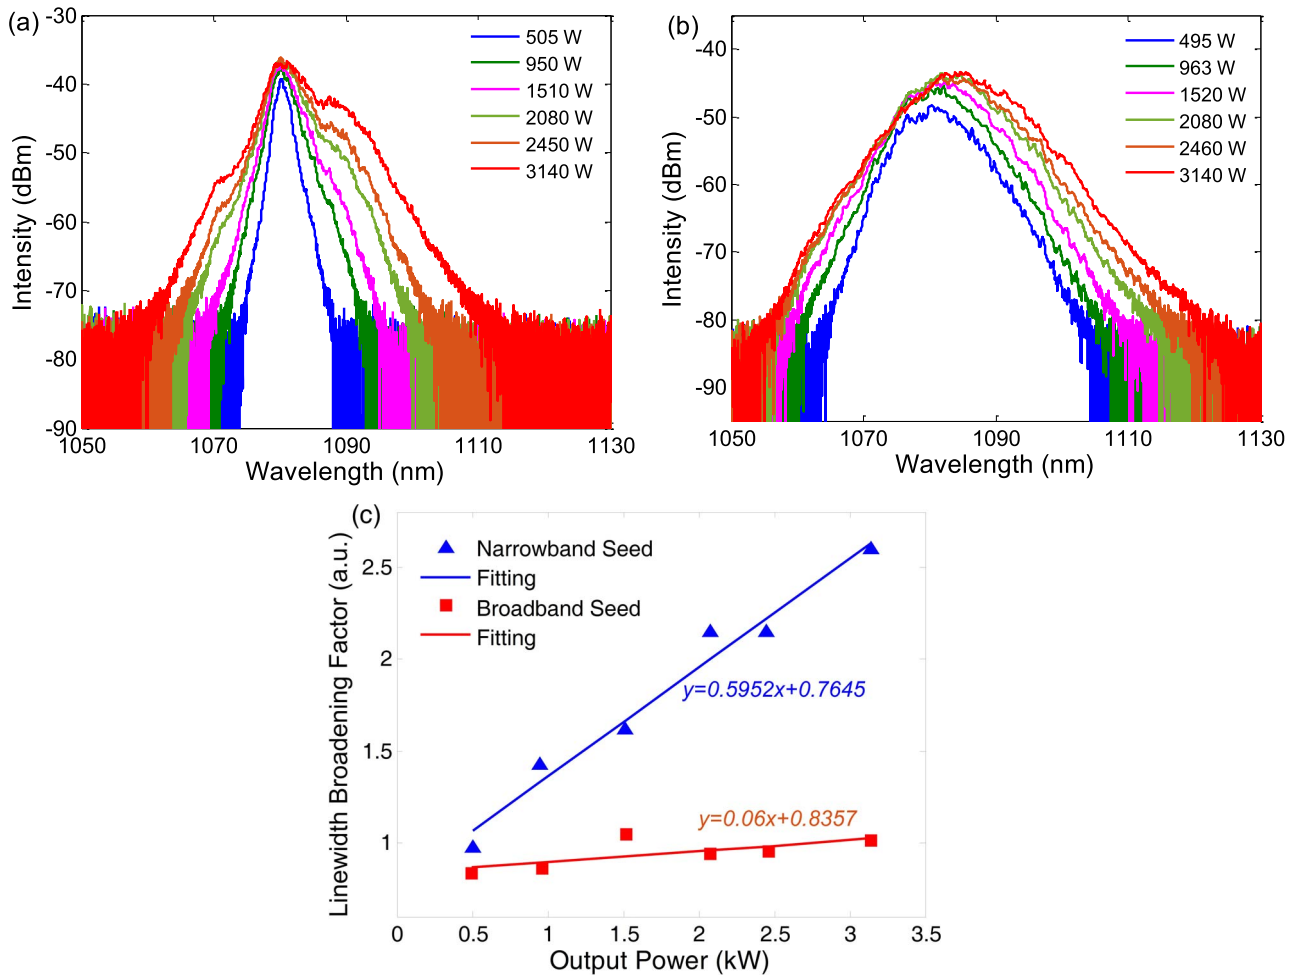 (a)
-30
-40
-50
-60
-70
-80
-90
Intensity (dBm)
505 W
950 W
1510 W
2080 W
2450 W
3140 W
1050 1070 1090 1110 1130
Wavelength (nm)
(b)
-40
-50
-60
-70
-80
-90
Intensity (dBm)
495 W
963 W
1520 W
2080 W
2460 W
3140 W
1050 1070 1090 1110 1130
Wavelength (nm)
(c)
Linewidth Broadening Factor (a.u.)
2.5
2
1.5
1
Narrowband Seed
Fitting
Broadband Seed
Fitting
y=0.5952x+0.7645
y=0.06x+0.8357
0 0.5 1 1.5 2 2.5 3 3.5
Output Power (kW)